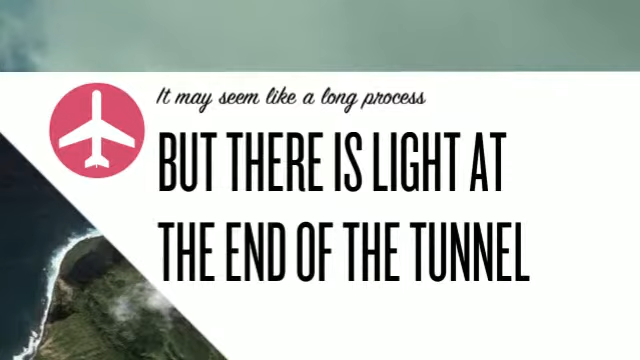 It may seem like a long process
BUT THERE IS LIGHT AT
THE END OF THE TUNNEL